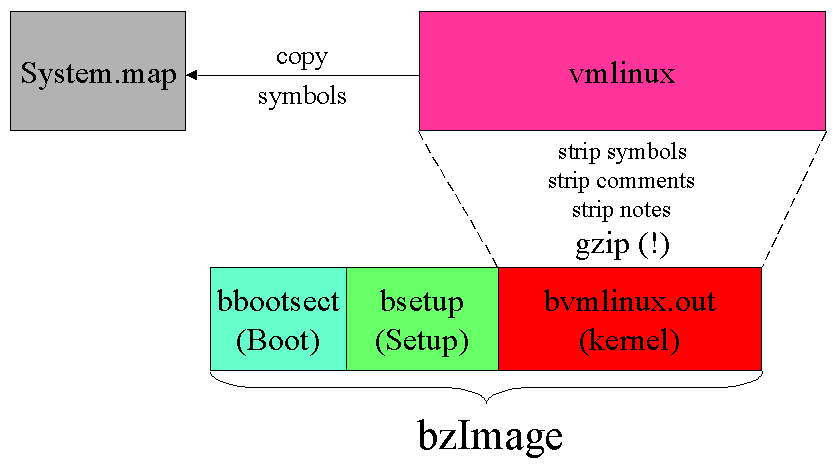 System.map
copy
symbols
vmlinux
strip symbols
strip comments
strip notes
gzip (!)
bbootsect
(Boot)
bsetup
(Setup)
bvmlinux.out
(kernel)
bzImage